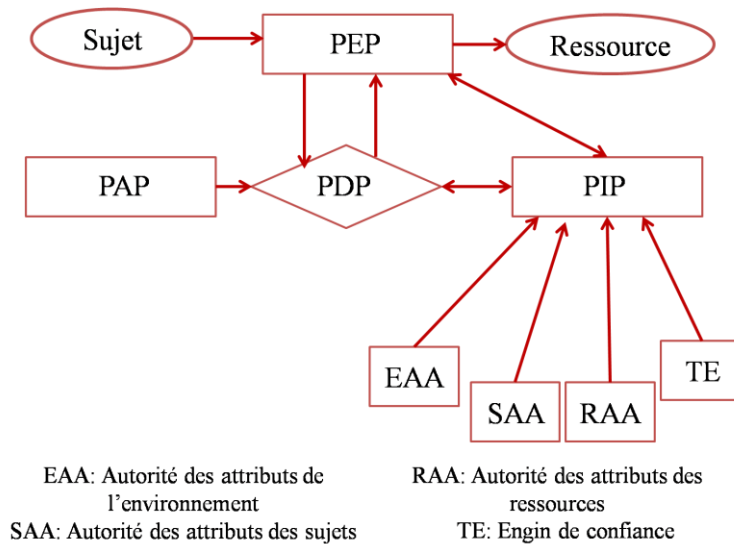 Sujet
PEP
Ressource
PAP
PDP
PIP
EAA
SAA
RAA
TE
EAA: Autorité des attributs de
l’environnement
SAA: Autorité des attributs des sujets
RAA: Autorité des attributs des
ressources
TE: Engin de confiance